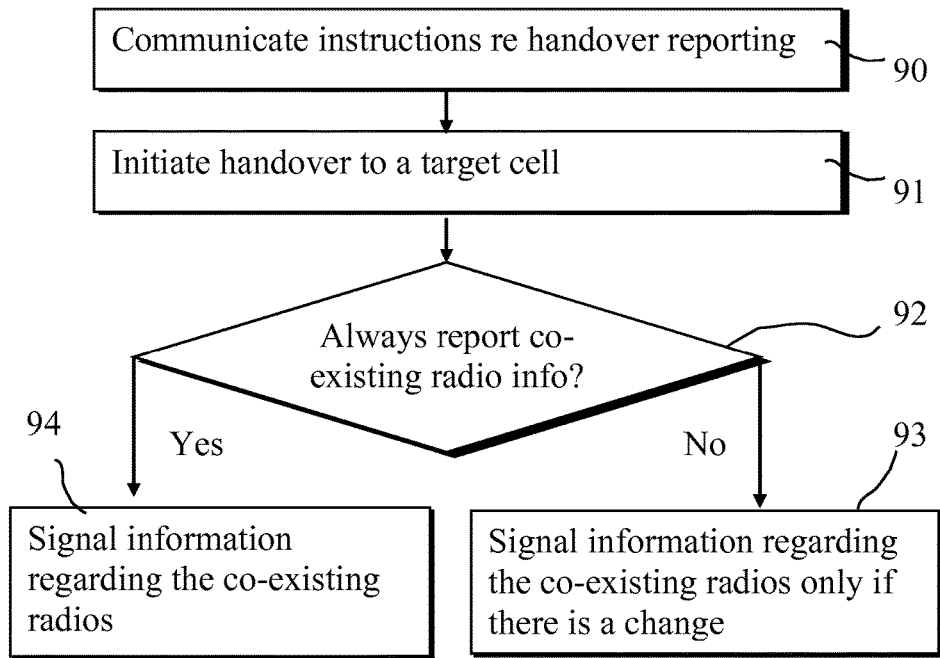 Communicate instructions re handover reporting
90
Initiate handover to a target cell
91
Always report co-
existing radio info?
92
Yes
No
94
Signal information
regarding the co-existing
radios
93
Signal information regarding
the co-existing radios only if
there is a change